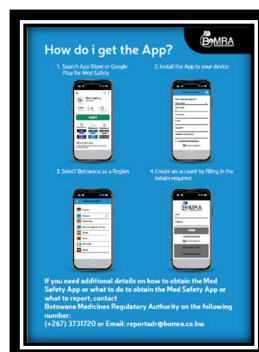 BoMRA
How do i get the App?
1. Search App Store or Google
Play for Med Safety
2. Install the App to your device
3. Select Botswana as a Region
4. Create an account by filling in the
details required
If you need additional details on how to obtain the Med
Safety App or what to do to obtain the Med Safety App or
what to report, contact
Botswana Medicines Regulatory Authority on the following
number:
(+267) 3731720 or Email: reportadr@bomra.co.bw